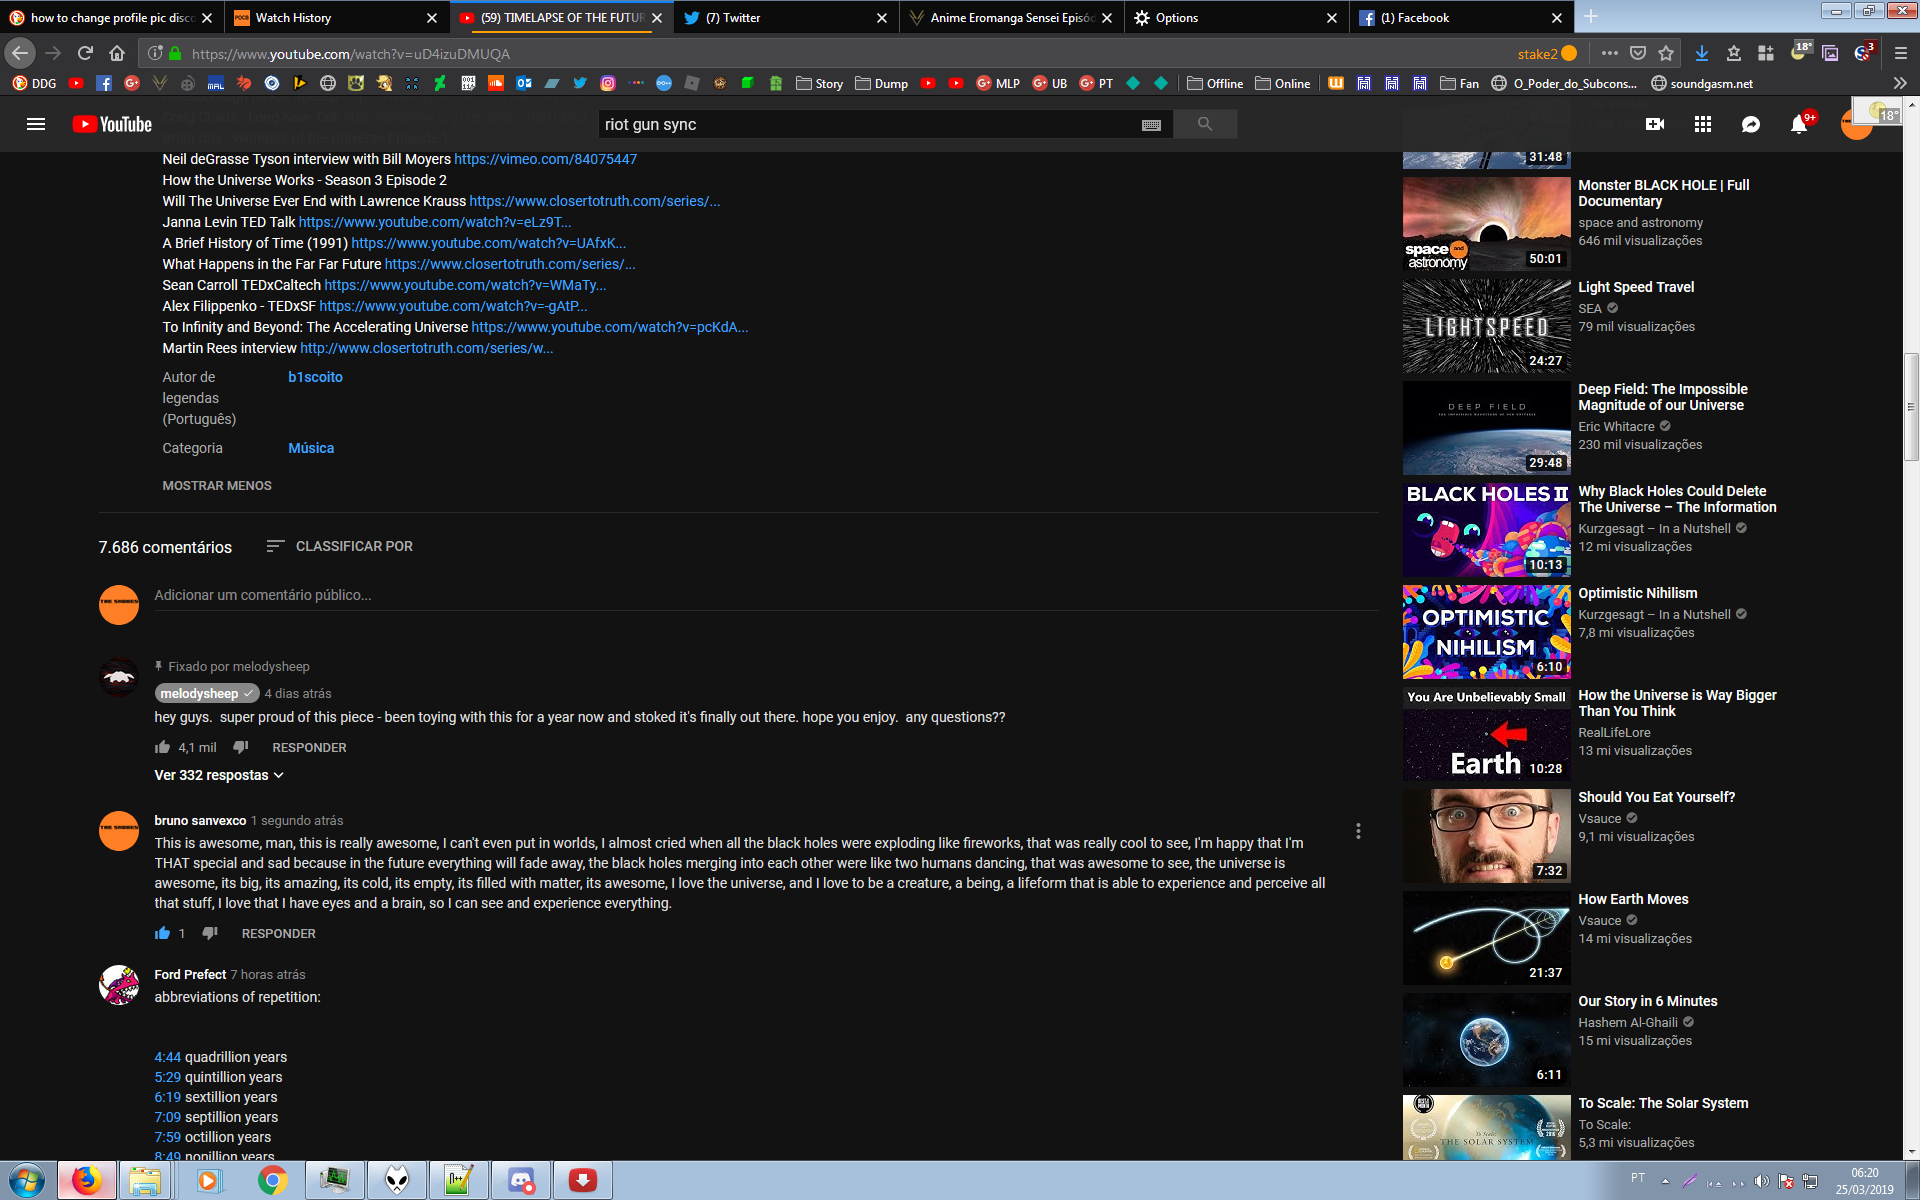 how to change profile pic disco
Watch History
(59) TIMELAPSE OF THE FUTUR
(7) Twitter
Anime Eromanga Sensei Episód
Options
(1) Facebook
https://www.youtube.com/watch?v=uD4izuDMUQA
stake2
18°
3
DDG
MAL
Story
Dump
MLP
UB
PT
Offline
Online
Fan
O_Poder_do_Subcons...
soundgasm.net
YouTube
riot gun sync
9+
18°
Neil deGrasse Tyson interview with Bill Moyers https://vimeo.com/84075447
How the Universe Works - Season 3 Episode 2
Will The Universe Ever End with Lawrence Krauss https://www.closertotruth.com/series/...
Janna Levin TED Talk https://www.youtube.com/watch?v=eLz9T...
A Brief History of Time (1991) https://www.youtube.com/watch?v=UAfxK...
What Happens in the Far Far Future https://www.closertotruth.com/series/...
Sean Carroll TEDxCaltech https://www.youtube.com/watch?v=WMaTy...
Alex Filippenko - TEDxSF https://www.youtube.com/watch?v=-gAtP...
To Infinity and Beyond: The Accelerating Universe https://www.youtube.com/watch?v=pcKdA...
Martin Rees interview http://www.closertotruth.com/series/w...
Autor de
legendas
(Português)
b1scoito
Categoria
Música
MOSTRAR MENOS
7.686 comentários
CLASSIFICAR POR
Adicionar um comentário público...
Fixado por melodysheep
melodysheep 4 dias atrás
hey guys. super proud of this piece - been toying with this for a year now and stoked it's finally out there. hope you enjoy. any questions??
4,1 mil
RESPONDER
Ver 332 respostas
bruno sanvexco 1 segundo atrás
This is awesome, man, this is really awesome, I can't even put in worlds, I almost cried when all the black holes were exploding like fireworks, that was really cool to see, I'm happy that I'm
THAT special and sad because in the future everything will fade away, the black holes merging into each other were like two humans dancing, that was awesome to see, the universe is
awesome, its big, its amazing, its cold, its empty, its filled with matter, its awesome, I love the universe, and I love to be a creature, a being, a lifeform that is able to experience and perceive all
that stuff, I love that I have eyes and a brain, so I can see and experience everything.
1
RESPONDER
Ford Prefect 7 horas atrás
abbreviations of repetition:
4:44 quadrillion years
5:29 quintillion years
6:19 sextillion years
7:09 septillion years
7:59 octillion years
8:49 nonillion years
31:48
space and astronomy
50:01
Monster BLACK HOLE | Full
Documentary
space and astronomy
646 mil visualizações
LIGHTSPEED
24:27
Light Speed Travel
SEA
79 mil visualizações
DEEP FIELD
29:48
Deep Field: The Impossible
Magnitude of our Universe
Eric Whitacre
230 mil visualizações
BLACK HOLES II
10:13
Why Black Holes Could Delete
The Universe – The Information
Kurzgesagt – In a Nutshell
12 mi visualizações
OPTIMISTIC
NIHILISM
6:10
Optimistic Nihilism
Kurzgesagt – In a Nutshell
7,8 mi visualizações
You Are Unbelievably Small
Earth
10:28
How the Universe is Way Bigger
Than You Think
RealLifeLore
13 mi visualizações
7:32
Should You Eat Yourself?
Vsauce
9,1 mi visualizações
21:37
How Earth Moves
Vsauce
14 mi visualizações
6:11
Our Story in 6 Minutes
Hashem Al-Ghaili
15 mi visualizações
To Scale:
THE SOLAR SYSTEM
To Scale: The Solar System
To Scale:
5,3 mi visualizações
PT
06:20
25/03/2019